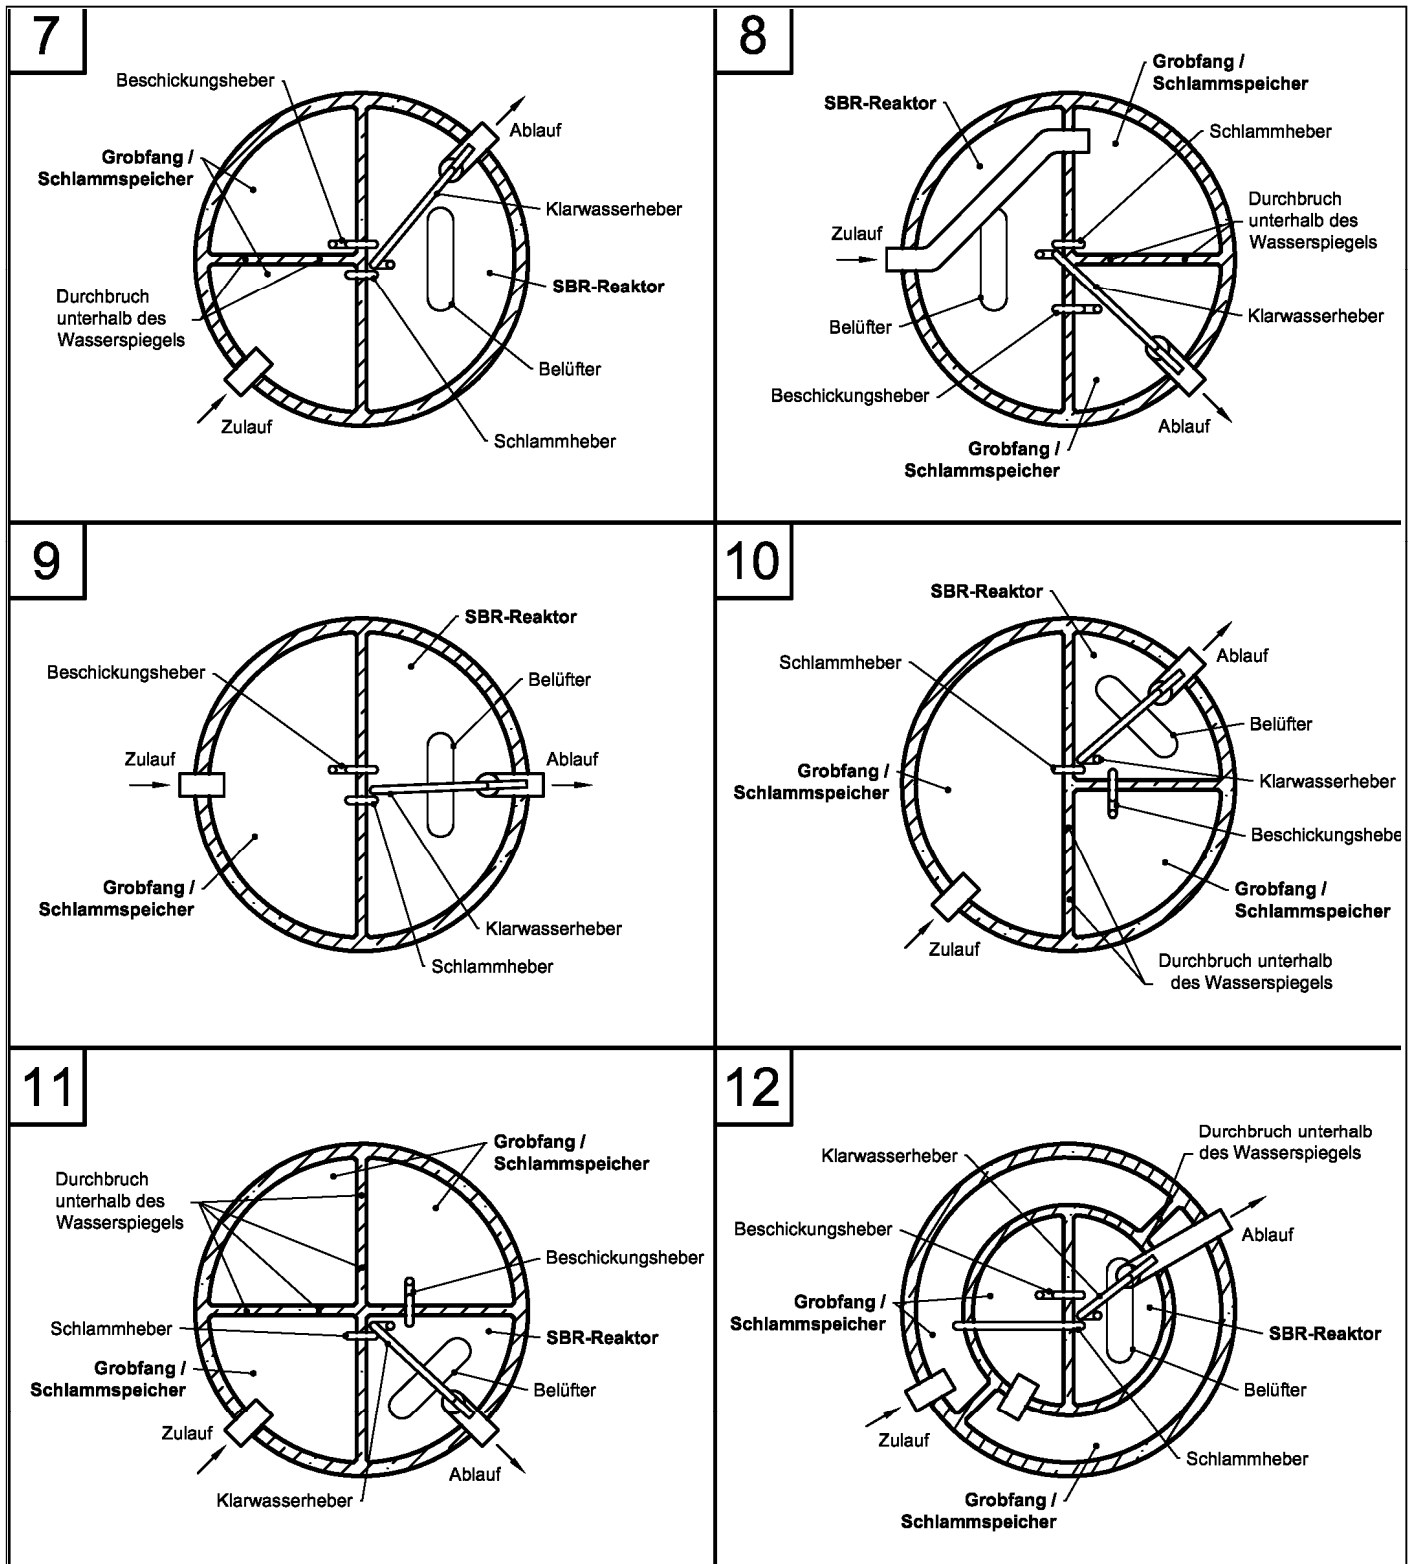 7
Beschickungsheber
Ablauf
Grobfang /
Schlammspeicher
Klarwasserheber
SBR-Reaktor
Durchbruch
unterhalb des
Wasserspiegels
Belüfter
Zulauf
Schlammheber
8
Grobfang /
Schlammspeicher
SBR-Reaktor
Schlammheber
Durchbruch
unterhalb des
Wasserspiegels
Zulauf
Klarwasserheber
Belüfter
Beschickungsheber
Ablauf
Grobfang /
Schlammspeicher
9
SBR-Reaktor
Beschickungsheber
Belüfter
Zulauf
Ablauf
Grobfang /
Schlammspeicher
Klarwasserheber
Schlammheber
10
SBR-Reaktor
Schlammheber
Ablauf
Belüfter
Grobfang /
Schlammspeicher
Klarwasserheber
Beschickungshebe
Grobfang /
Schlammspeicher
Zulauf
Durchbruch unterhalb
des Wasserspiegels
11
Grobfang /
Schlammspeicher
Durchbruch
unterhalb des
Wasserspiegels
Beschickungsheber
Schlammheber
SBR-Reaktor
Grobfang /
Schlammspeicher
Belüfter
Zulauf
Ablauf
Klarwasserheber
12
Durchbruch unterhalb
des Wasserspiegels
Klarwasserheber
Beschickungsheber
Ablauf
Grobfang /
Schlammspeicher
SBR-Reaktor
Belüfter
Zulauf
Schlammheber
Grobfang /
Schlammspeicher